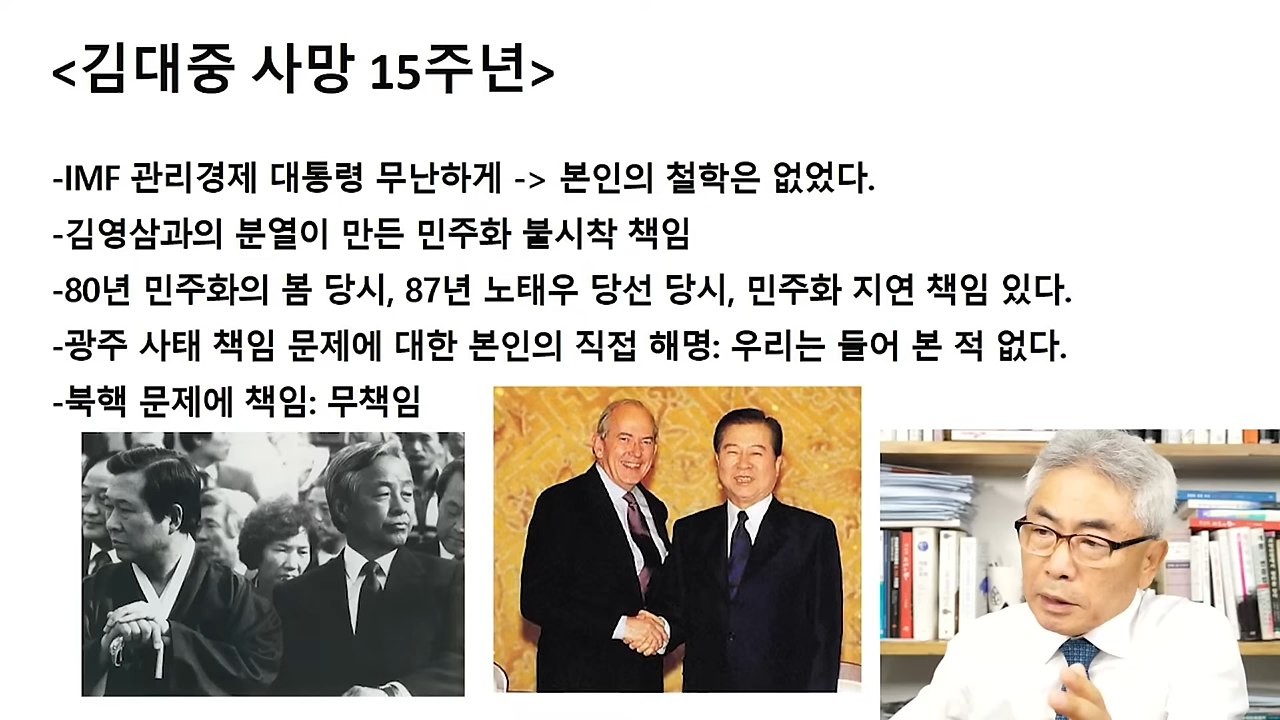 <김대중 사망 15주년>
-IMF 관리경제 대통령 무난하게 -> 본인의 철학은 없었다.
-김영삼과의 분열이 만든 민주화 불시착 책임
-80년 민주화의 봄 당시, 87년 노태우 당선 당시, 민주화 지연 책임 있다.
-광주 사태 책임 문제에 대한 본인의 직접 해명: 우리는 들어 본 적 없다.
-북핵 문제에 책임: 무책임